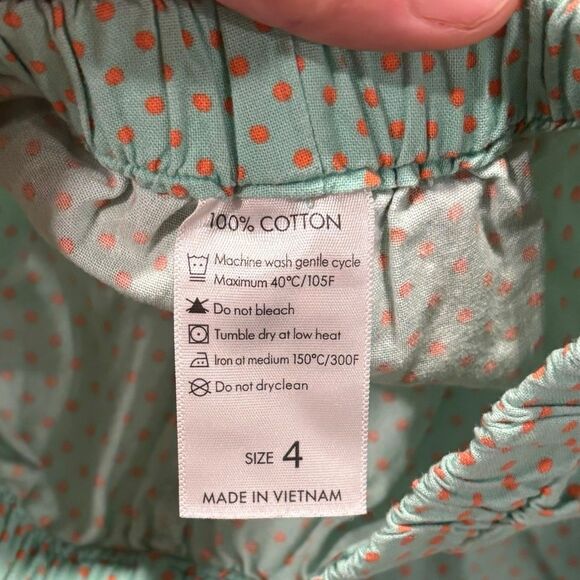 100% COTTON
Machine wash gentle cycle
Maximum 40°C/105F
Do not bleach
Tumble dry at low heat
Iron at medium 150°C/300F
Do not dryclean
SIZE 4
MADE IN VIETNAM